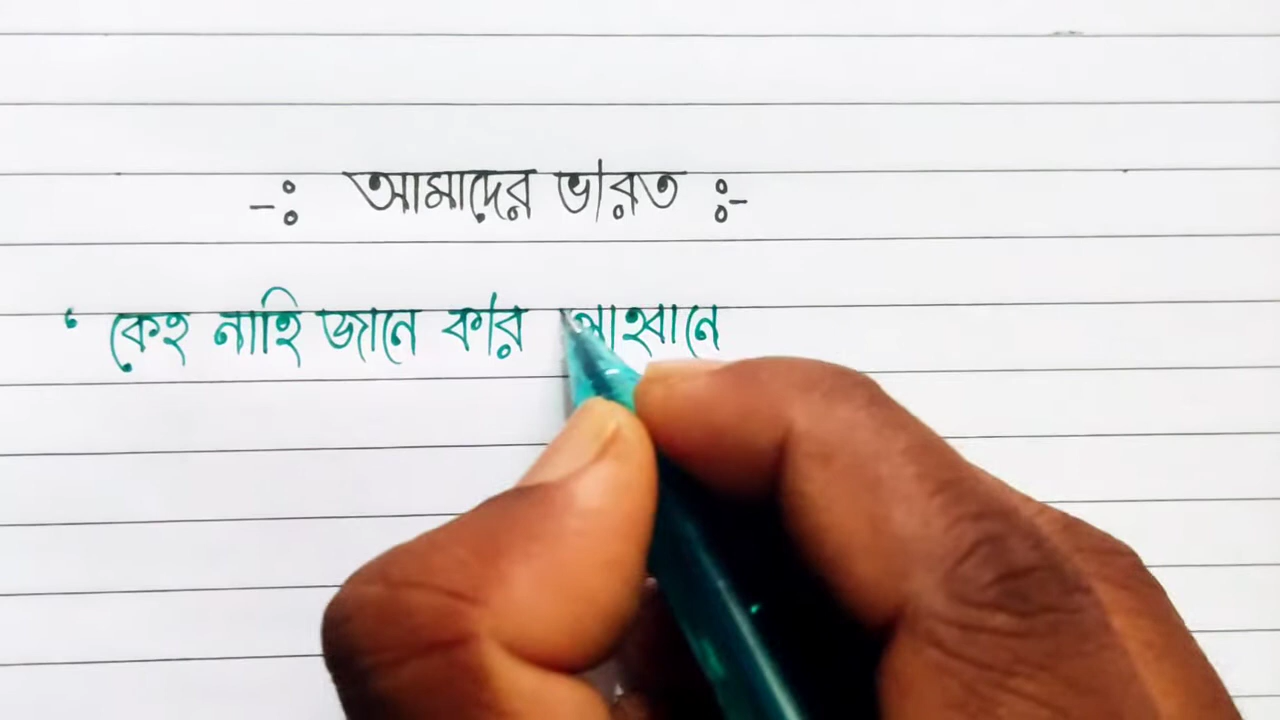 -ঃ আমাদের ভারত ঃ-
‘ কেহ নাহি জানে কার আহ্বানে